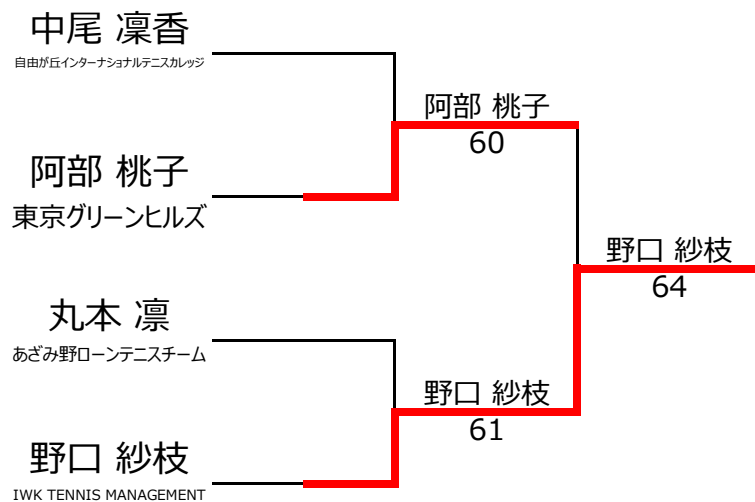 中尾 凜香
自由が丘インターナショナルテニスカレッジ
阿部 桃子
60
阿部 桃子
東京グリーンヒルズ
野口 紗枝
64
丸本 凛
あざみ野ローンテニスチーム
野口 紗枝
61
野口 紗枝
IWK TENNIS MANAGEMENT